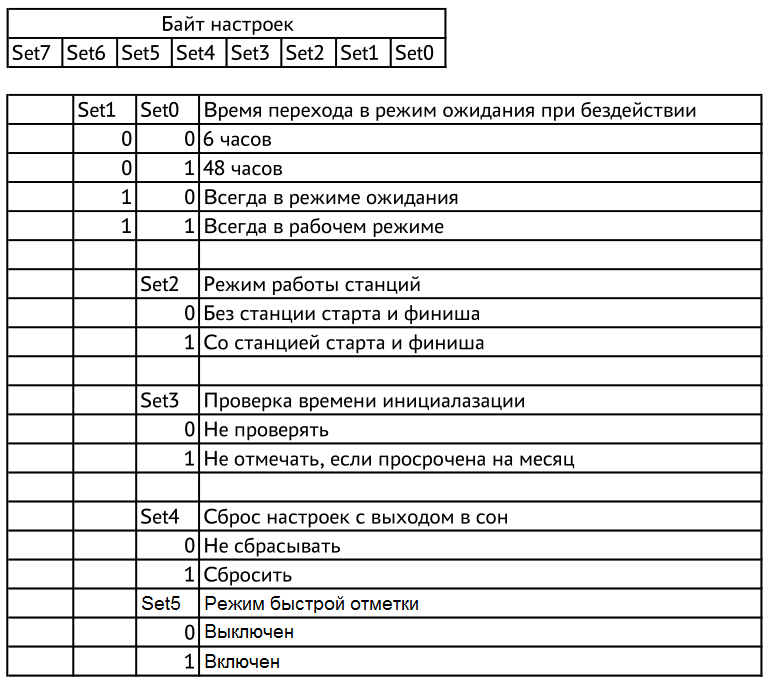 Байт настроек
Set7 Set6 Set5 Set4 Set3 Set2 Set1 Set0
Set1 Set0 Время перехода в режим ожидания при бездействии
0 0 6 часов
0 1 48 часов
1 0 Всегда в режиме ожидания
1 1 Всегда в рабочем режиме
Set2 Режим работы станций
0 Без станции старта и финиша
1 Со станцией старта и финиша
Set3 Проверка времени инициалазации
0 Не проверять
1 Не отмечать, если просрочена на месяц
Set4 Сброс настроек с выходом в сон
0 Не сбрасывать
1 Сбросить
Set5 Режим быстрой отметки
0 Выключен
1 Включен